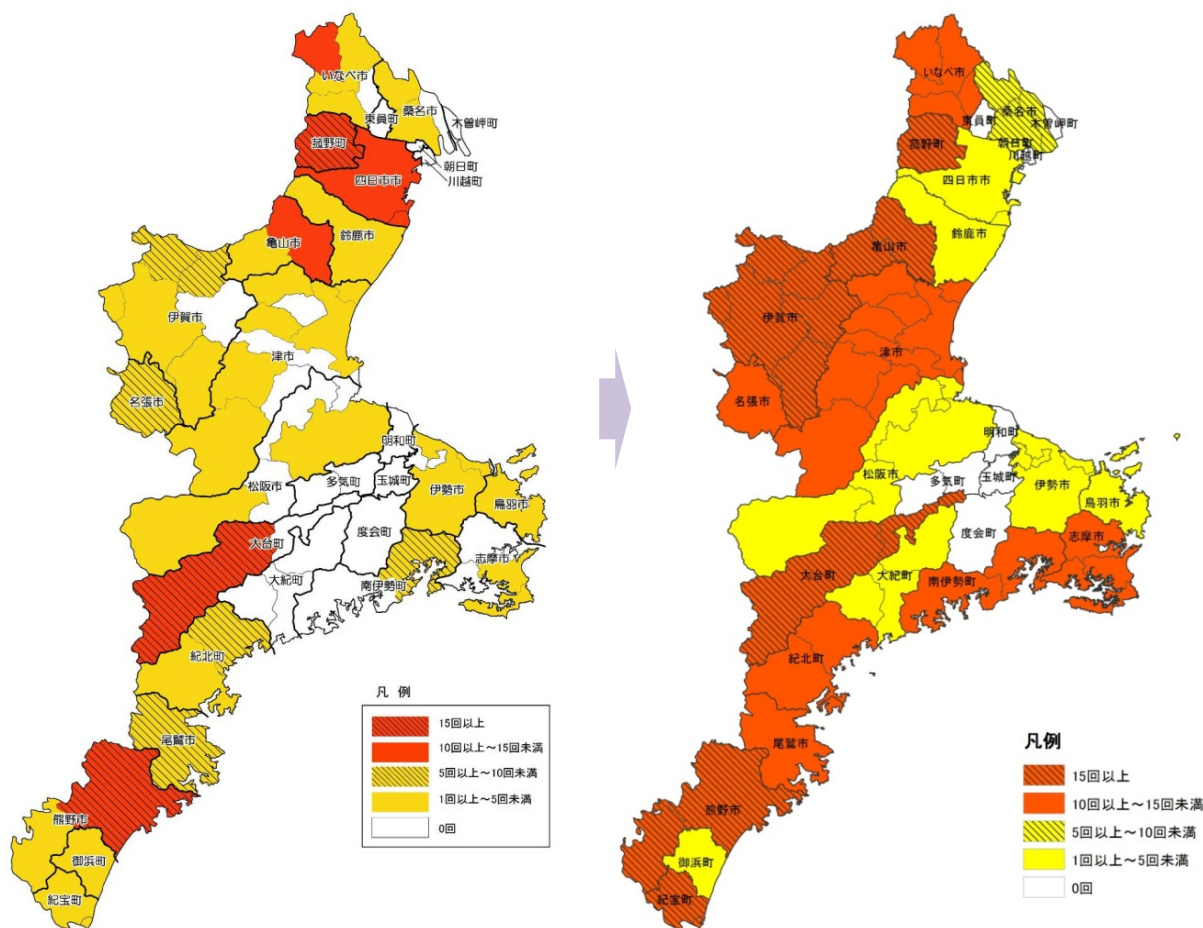 いなべ市
桑名市
木曽岬町
東員町
菰野町
朝日町
川越町
四日市市
鈴鹿市
亀山市
伊賀市
津市
名張市
明和町
松阪市
多気町
玉城町
伊勢市
鳥羽市
度会町
大台町
志摩市
大紀町
南伊勢町
紀北町
尾鷲市
熊野市
御浜町
紀宝町
凡 例
15回以上
10回以上～15回未満
5回以上～10回未満
1回以上～5回未満
0回
いなべ市
桑名市
東員町
木曽岬町
菰野町
朝日町
川越町
四日市市
鈴鹿市
亀山市
伊賀市
津市
名張市
明和町
松阪市
多気町
玉城町
伊勢市
鳥羽市
度会町
志摩市
大台町
大紀町
南伊勢町
紀北町
尾鷲市
熊野市
御浜町
紀宝町
凡例
15回以上
10回以上～15回未満
5回以上～10回未満
1回以上～5回未満
0回